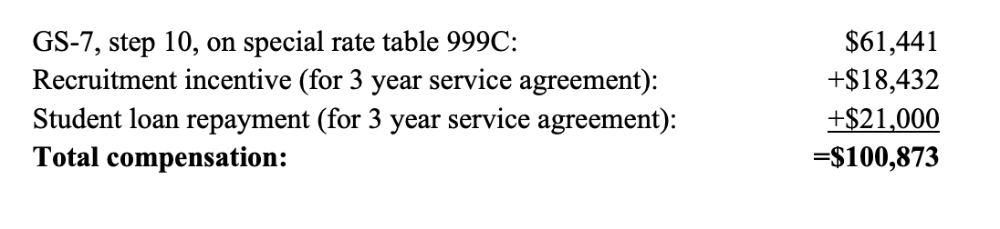 GS-7, step 10, on special rate table 999C: $61,441
Recruitment incentive (for 3 year service agreement): +$18,432
Student loan repayment (for 3 year service agreement): +$21,000
Total compensation: =$100,873